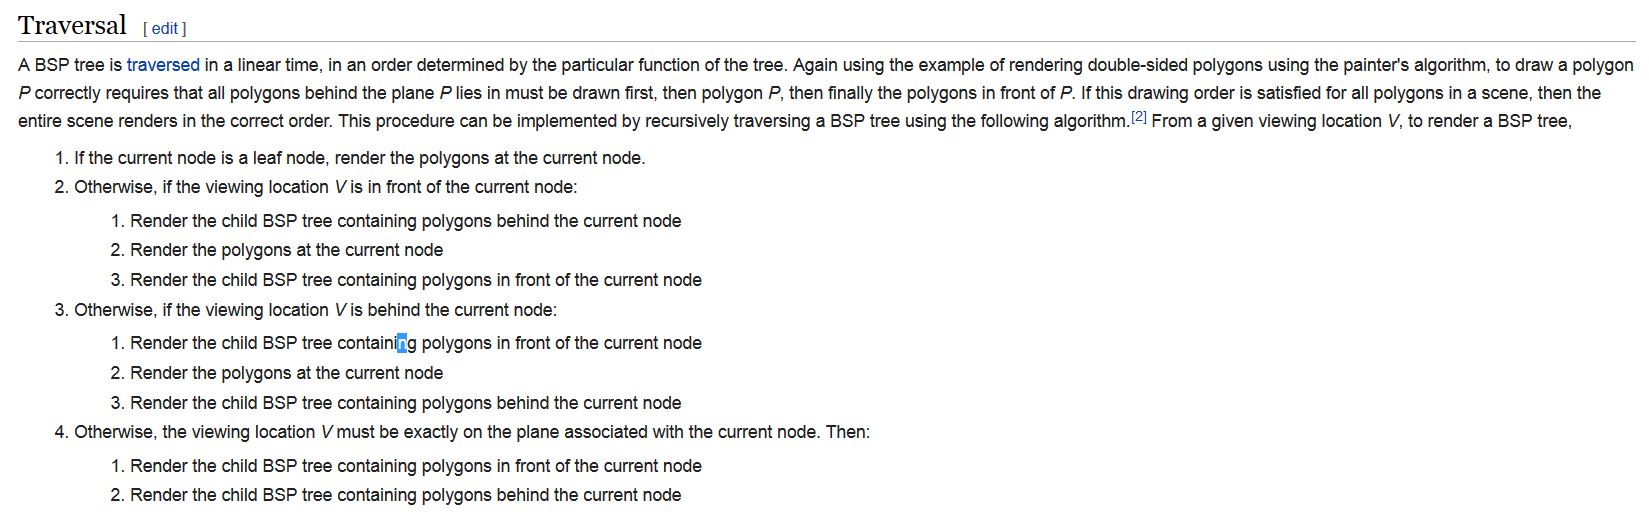 Traversal [ edit ]
A BSP tree is traversed in a linear time, in an order determined by the particular function of the tree. Again using the example of rendering double-sided polygons using the painter's algorithm, to draw a polygon
P correctly requires that all polygons behind the plane P lies in must be drawn first, then polygon P, then finally the polygons in front of P. If this drawing order is satisfied for all polygons in a scene, then the
entire scene renders in the correct order. This procedure can be implemented by recursively traversing a BSP tree using the following algorithm.[2] From a given viewing location V, to render a BSP tree,
1. If the current node is a leaf node, render the polygons at the current node.
2. Otherwise, if the viewing location V is in front of the current node:
1. Render the child BSP tree containing polygons behind the current node
2. Render the polygons at the current node
3. Render the child BSP tree containing polygons in front of the current node
3. Otherwise, if the viewing location V is behind the current node:
1. Render the child BSP tree containing polygons in front of the current node
2. Render the polygons at the current node
3. Render the child BSP tree containing polygons behind the current node
4. Otherwise, the viewing location V must be exactly on the plane associated with the current node. Then:
1. Render the child BSP tree containing polygons in front of the current node
2. Render the child BSP tree containing polygons behind the current node